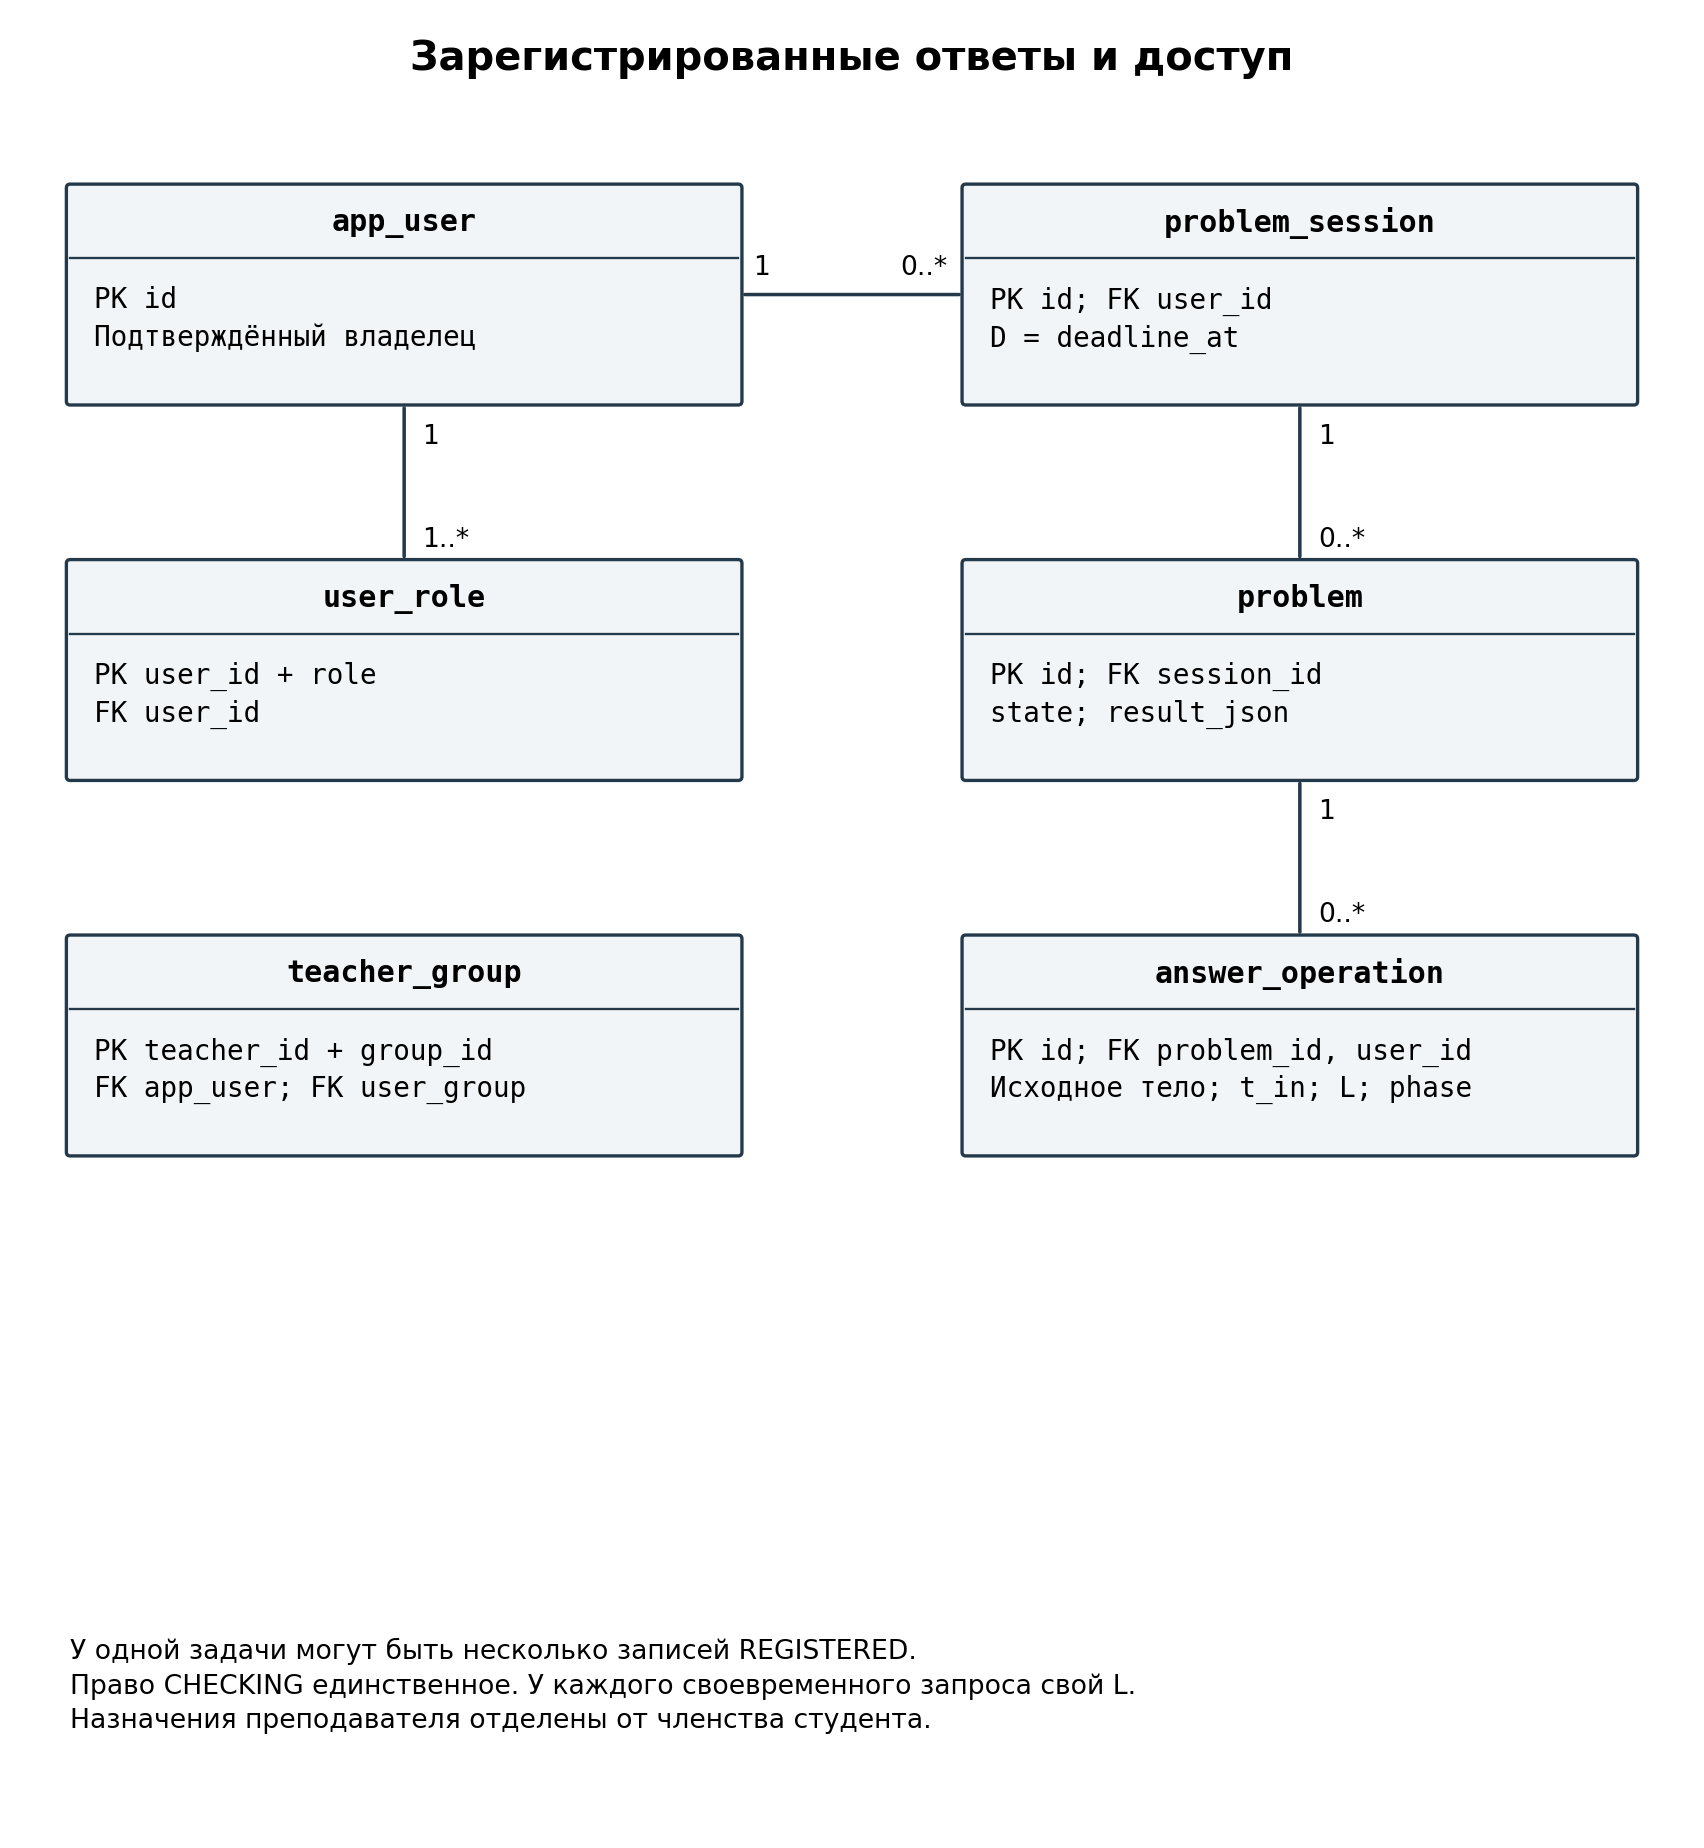 Зарегистрированные ответы и доступ
app_user
PK id
Подтверждённый владелец
1
0..*
problem_session
PK id; FK user_id
D = deadline_at
1
1..*
1
0..*
user_role
PK user_id + role
FK user_id
problem
PK id; FK session_id
state; result_json
1
0..*
teacher_group
PK teacher_id + group_id
FK app_user; FK user_group
answer_operation
PK id; FK problem_id, user_id
Исходное тело; t_in; L; phase
У одной задачи могут быть несколько записей REGISTERED.
Право CHECKING единственное. У каждого своевременного запроса свой L.
Назначения преподавателя отделены от членства студента.